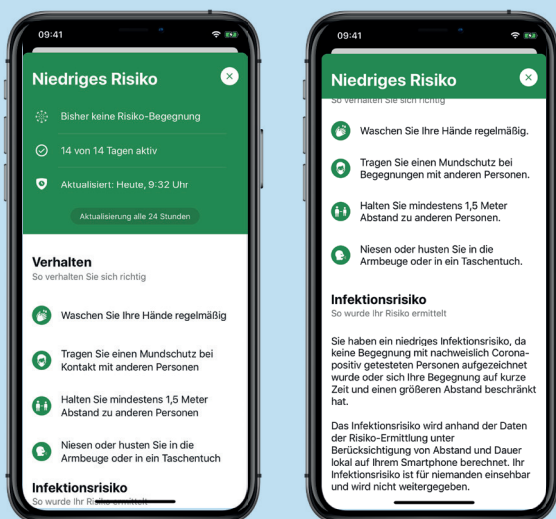 09:41
Niedriges Risiko
Bisher keine Risiko-Begegnung
14 von 14 Tagen aktiv
Aktualisiert: Heute, 9:32 Uhr
Aktualisierung alle 24 Stunden
Verhalten
So verhalten Sie sich richtig
Waschen Sie Ihre Hände regelmäßig
Tragen Sie einen Mundschutz bei
Kontakt mit anderen Personen
Halten Sie mindestens 1,5 Meter
Abstand zu anderen Personen
Niesen oder husten Sie in die
Armbeuge oder in ein Taschentuch
Infektionsrisiko
So wurde Ihr Risiko ermittelt
09:41
Niedriges Risiko
So verhalten Sie sich richtig
Waschen Sie Ihre Hände regelmäßig.
Tragen Sie einen Mundschutz bei
Begegnungen mit anderen Personen.
Halten Sie mindestens 1,5 Meter
Abstand zu anderen Personen.
Niesen oder husten Sie in die
Armbeuge oder in ein Taschentuch.
Infektionsrisiko
So wurde Ihr Risiko ermittelt
Sie haben ein niedriges Infektionsrisiko, da
keine Begegnung mit nachweislich Corona-
positiv getesteten Personen aufgezeichnet
wurde oder sich Ihre Begegnung auf kurze
Zeit und einen größeren Abstand beschränkt
hat.
Das Infektionsrisiko wird anhand der Daten
der Risiko-Ermittlung unter
Berücksichtigung von Abstand und Dauer
lokal auf Ihrem Smartphone berechnet. Ihr
Infektionsrisiko ist für niemanden einsehbar
und wird nicht weitergegeben.